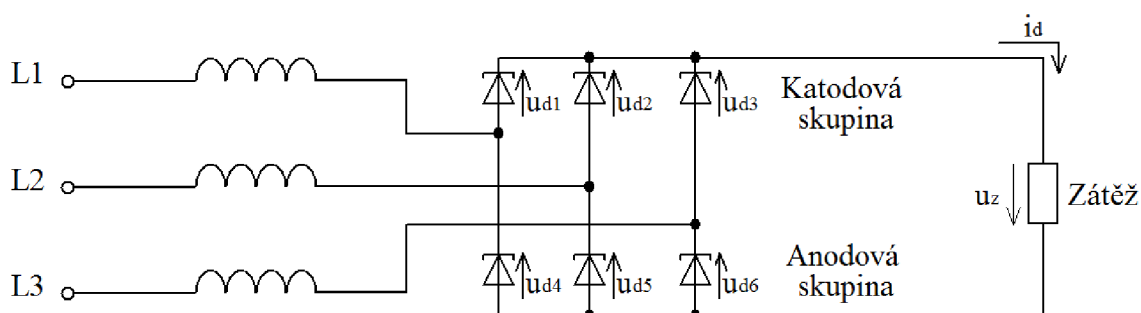 L1
L2
L3
ud1
ud2
ud3
Katodová
skupina
id
uz
Zátěž
ud4
ud5
ud6
Anodová
skupina